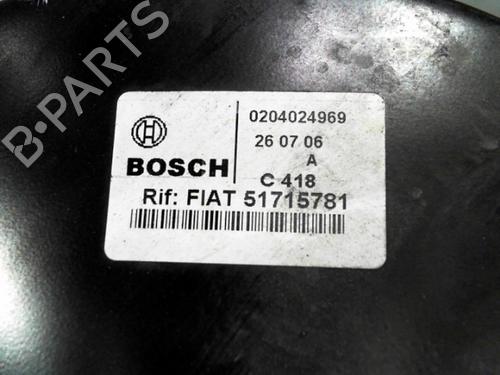 B-PARTS
BOSCH
0204024969
26 07 06
A
C 418
Rif: FIAT 51715781